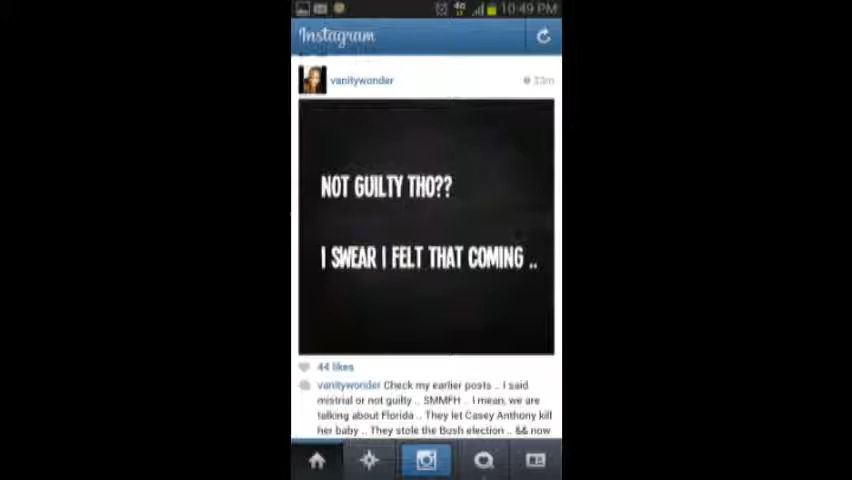 10:49 PM
Instagram
vanitywonder
33m
NOT GUILTY THO??
I SWEAR I FELT THAT COMING ..
44 likes
vanitywonder Check my earlier posts .. I said
mistrial or not guilty .. SMMFH .. I mean, we are
talking about Florida .. They let Casey Anthony kill
her baby .. They stole the Bush election .. && now